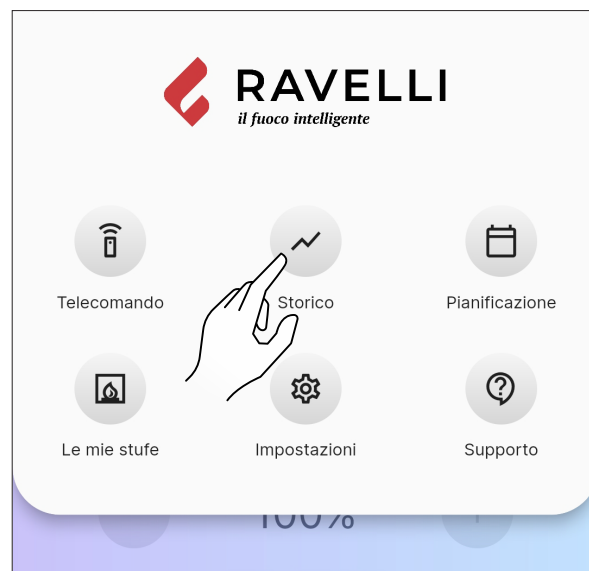 RAVELLI
il fuoco intelligente
Telecomando
Storico
Pianificazione
Le mie stufe
Impostazioni
Supporto
100%